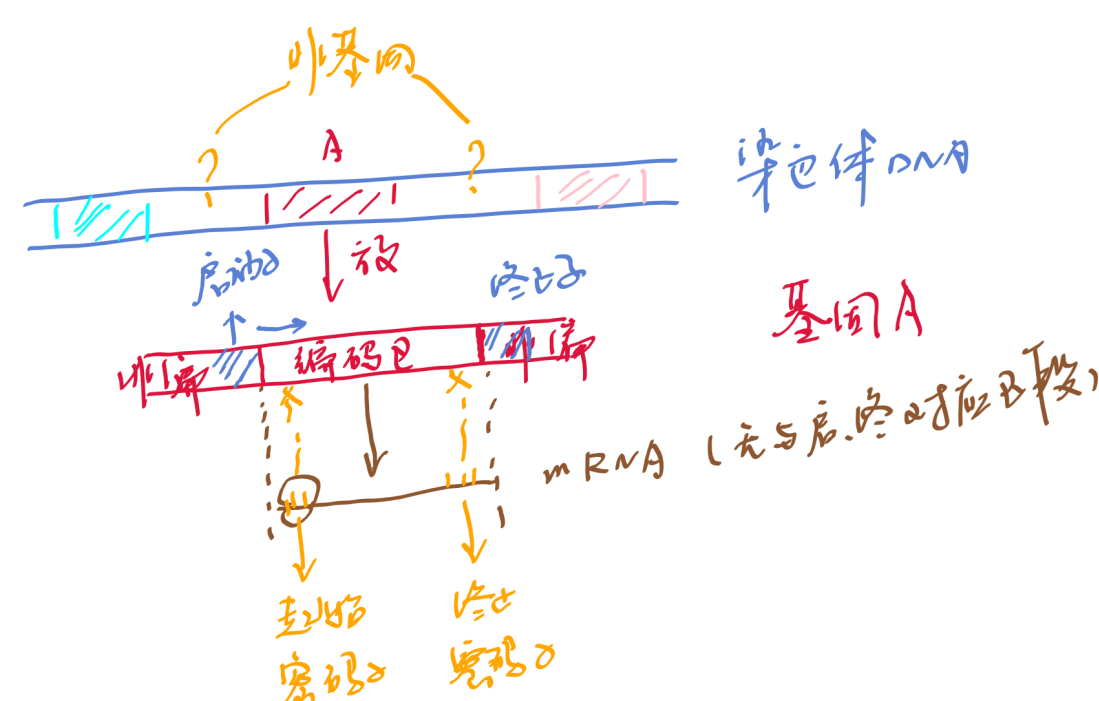 非基因
? A ?
染色体DNA
启动子
放
终止子
基因A
非编
编码区
非编
mRNA (无与启、终对应区段)
起始
密码子
终止
密码子